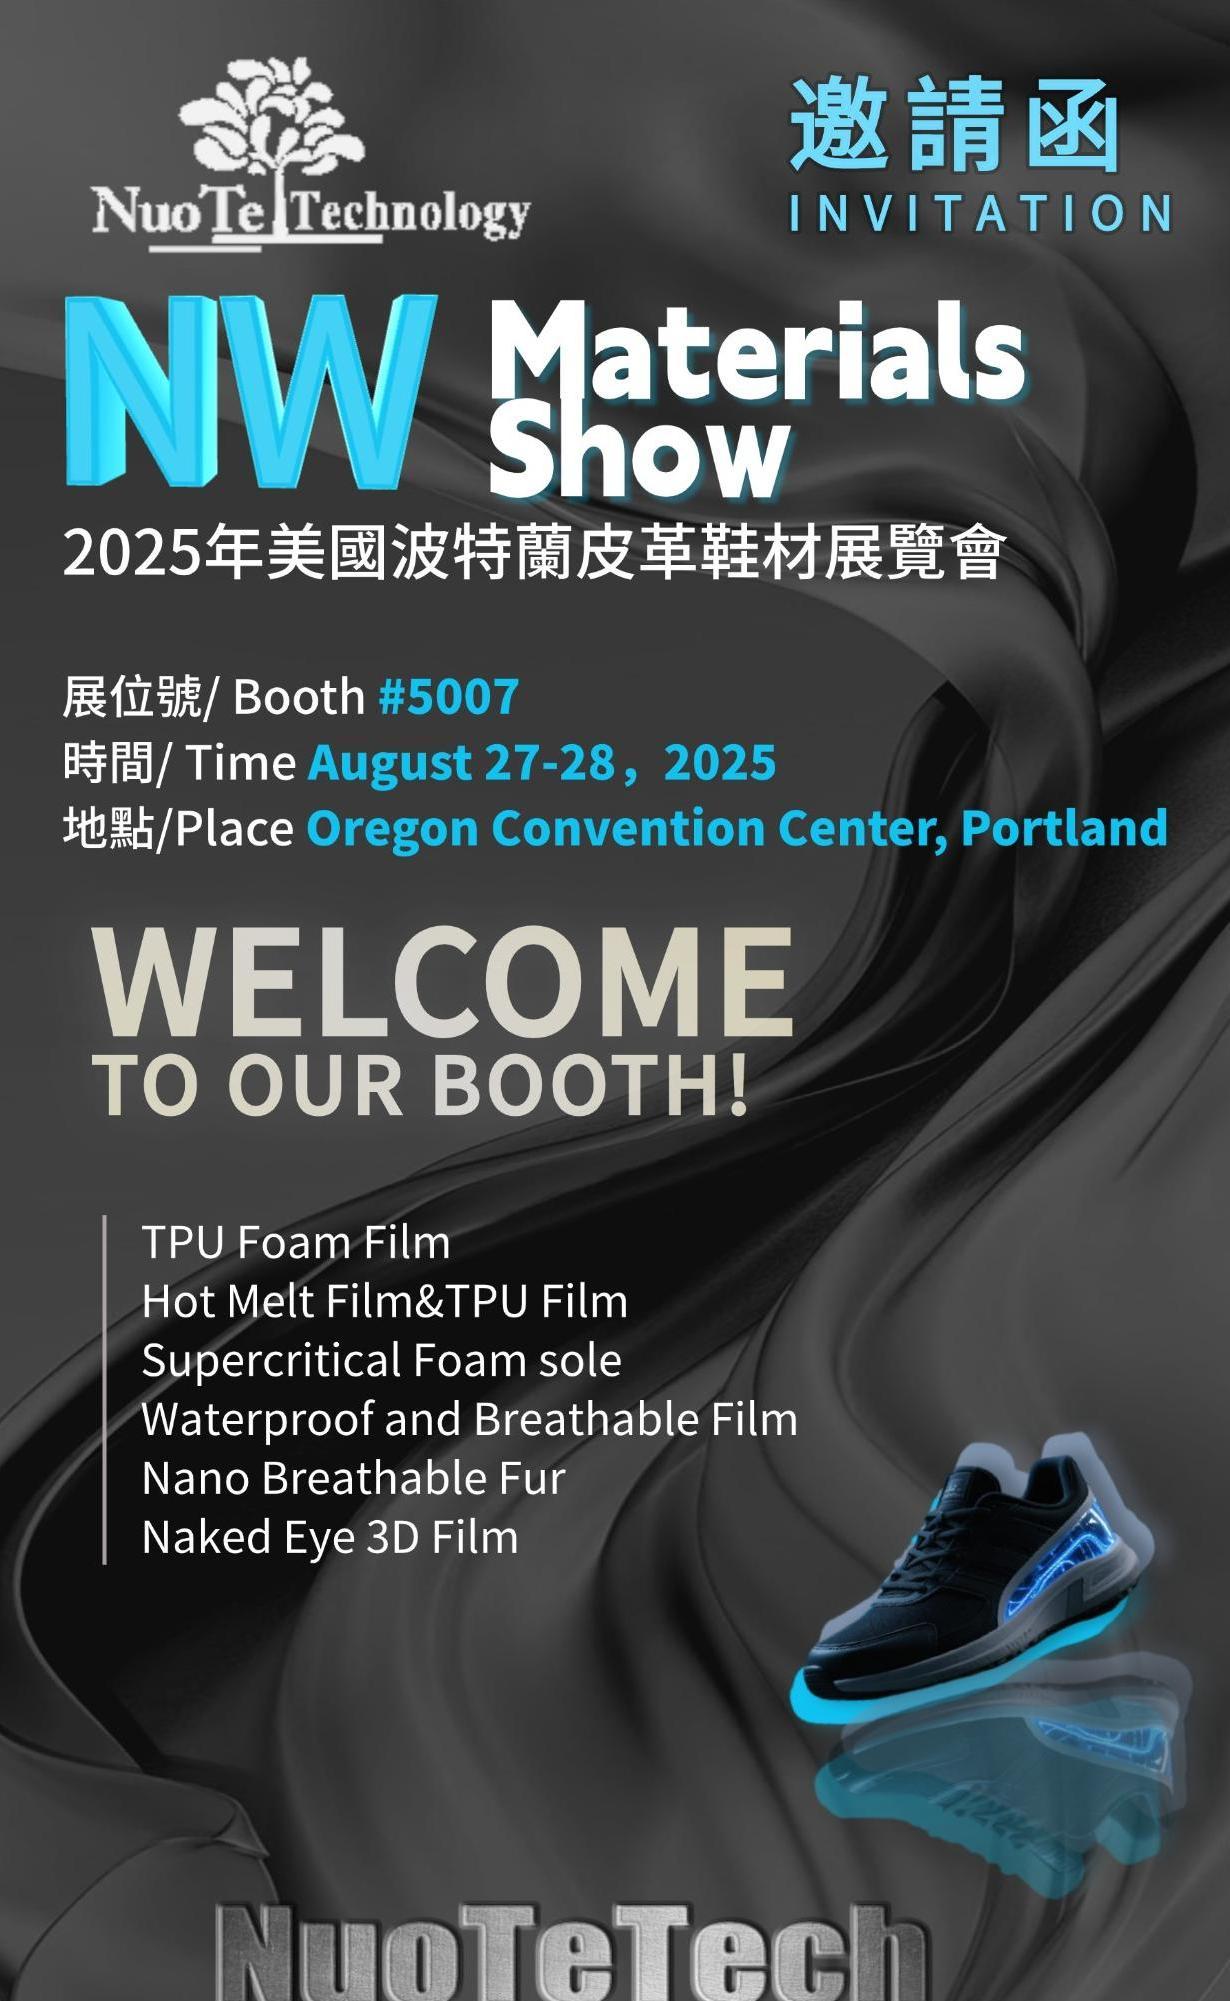 NuoTe Technology
邀請函
INVITATION
NW Materials Show
2025年美國波特蘭皮革鞋材展覽會
展位號/ Booth #5007
時間/ Time August 27-28，2025
地點/Place Oregon Convention Center, Portland
WELCOME
TO OUR BOOTH!
TPU Foam Film
Hot Melt Film&TPU Film
Supercritical Foam sole
Waterproof and Breathable Film
Nano Breathable Fur
Naked Eye 3D Film
NuoTeTech